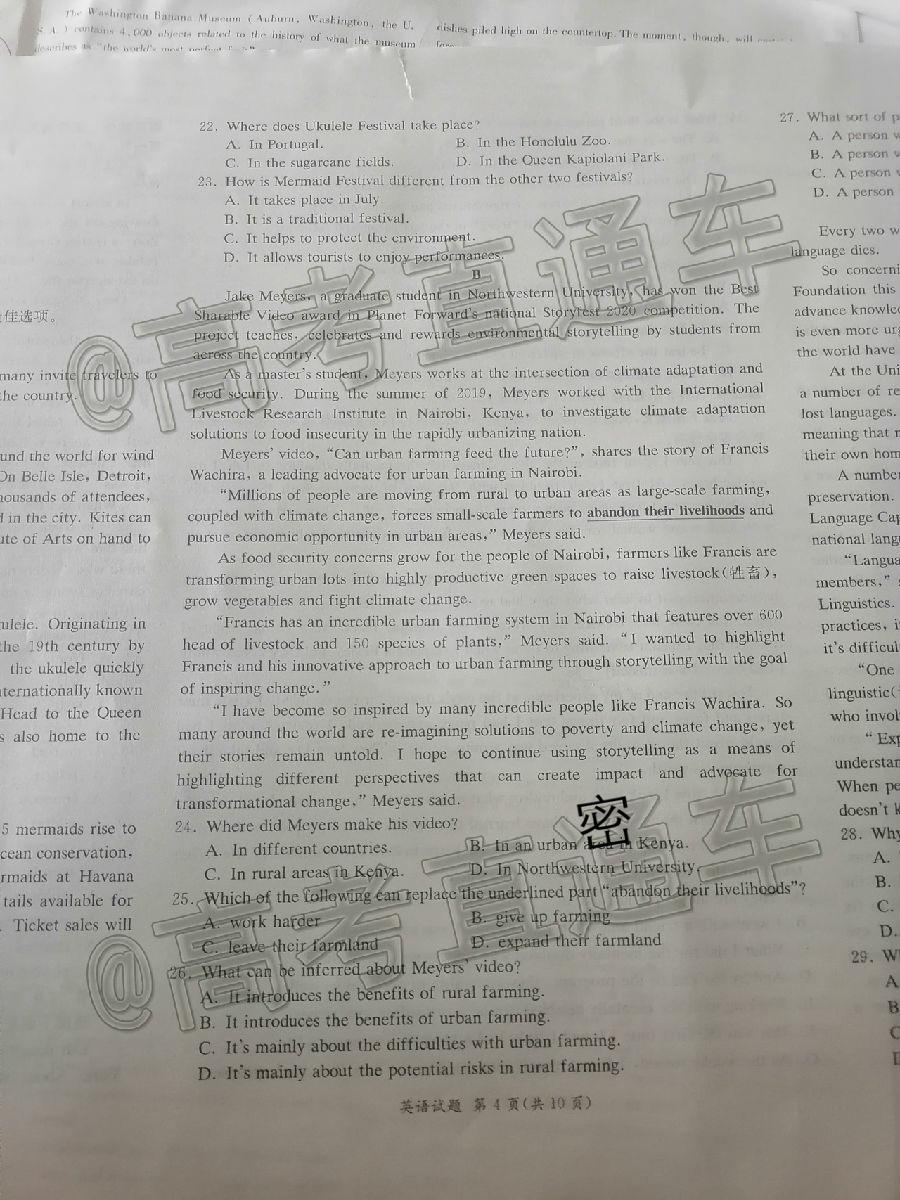 The Washington Banana Museum (Auburn, Washington, the U.
S. A.) contains 4,000 objects related to the history of what the museum
describes as "the world's most
dishes piled high on the countertop. The moment, though, will
many invite travelers to
the country.
佳选项。
und the world for wind
On Belle Isle, Detroit,
housands of attendees,
d in the city. Kites can
ute of Arts on hand to
ulele. Originating in
the 19th century by
the ukulele quickly
nternationally known
Head to the Queen
s also home to the
5 mermaids rise to
cean conservation,
rmaids at Havana
tails available for
. Ticket sales will
22. Where does Ukulele Festival take place?
A. In Portugal. B. In the Honolulu Zoo.
C. In the sugarcane fields. D. In the Queen Kapiolani Park.
23. How is Mermaid Festival different from the other two festivals?
A. It takes place in July
B. It is a traditional festival.
C. It helps to protect the environment.
D. It allows tourists to enjoy performances.
B
Jake Meyers, a graduate student in Northwestern University, has won the Best
Sharable Video award in Planet Forward's national Storyfest 2020 competition. The
project teaches, celebrates and rewards environmental storytelling by students from
across the country.
As a master's student, Meyers works at the intersection of climate adaptation and
food security. During the summer of 2019, Meyers worked with the International
Livestock Research Institute in Nairobi, Kenya, to investigate climate adaptation
solutions to food insecurity in the rapidly urbanizing nation.
Meyers' video, "Can urban farming feed the future?", shares the story of Francis
Wachira, a leading advocate for urban farming in Nairobi.
"Millions of people are moving from rural to urban areas as large-scale farming,
coupled with climate change, forces small-scale farmers to abandon their livelihoods and
pursue economic opportunity in urban areas," Meyers said.
As food security concerns grow for the people of Nairobi, farmers like Francis are
transforming urban lots into highly productive green spaces to raise livestock(牲畜),
grow vegetables and fight climate change.
"Francis has an incredible urban farming system in Nairobi that features over 600
head of livestock and 150 species of plants," Meyers said. "I wanted to highlight
Francis and his innovative approach to urban farming through storytelling with the goal
of inspiring change."
"I have become so inspired by many incredible people like Francis Wachira. So
many around the world are re-imagining solutions to poverty and climate change, yet
their stories remain untold. I hope to continue using storytelling as a means of
highlighting different perspectives that can create impact and advocate for
transformational change," Meyers said.
24. Where did Meyers make his video?
A. In different countries. B. In an urban area in Kenya.
C. In rural areas in Kenya. D. In Northwestern University.
25. Which of the following can replace the underlined part "abandon their livelihoods"?
A. work harder B. give up farming
C. leave their farmland D. expand their farmland
26. What can be inferred about Meyers' video?
A. It introduces the benefits of rural farming.
B. It introduces the benefits of urban farming.
C. It's mainly about the difficulties with urban farming.
D. It's mainly about the potential risks in rural farming.
英语试题 第4页(共10页)
密
@高考直通车
@高考直通车
27. What sort of p
A. A person w
B. A person w
C. A person w
D. A person
Every two w
language dies.
So concerni
Foundation this
advance knowle
is even more urg
the world have
At the Uni
a number of re
lost languages.
meaning that m
their own hom
A number
preservation.
Language Cap
national lang
"Langua
members,"
Linguistics.
practices, i
it's difficul
"One
linguistic(
who invol
"Exp
understan
When pe
doesn't k
28. Why
A.
B.
C.
D.
29. W
A
B
C
D